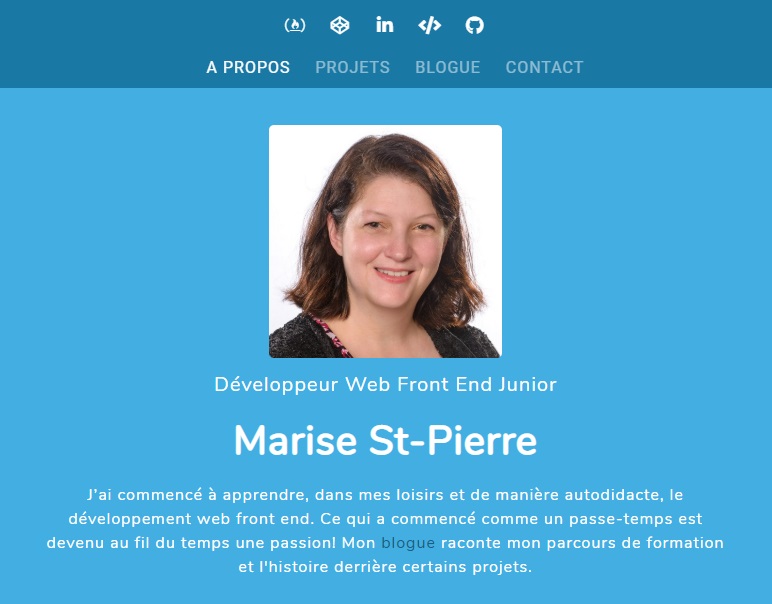 A PROPOS PROJETS BLOGUE CONTACT
Développeur Web Front End Junior
Marise St-Pierre
J'ai commencé à apprendre, dans mes loisirs et de manière autodidacte, le
développement web front end. Ce qui a commencé comme un passe-temps est
devenu au fil du temps une passion! Mon blogue raconte mon parcours de formation
et l'histoire derrière certains projets.